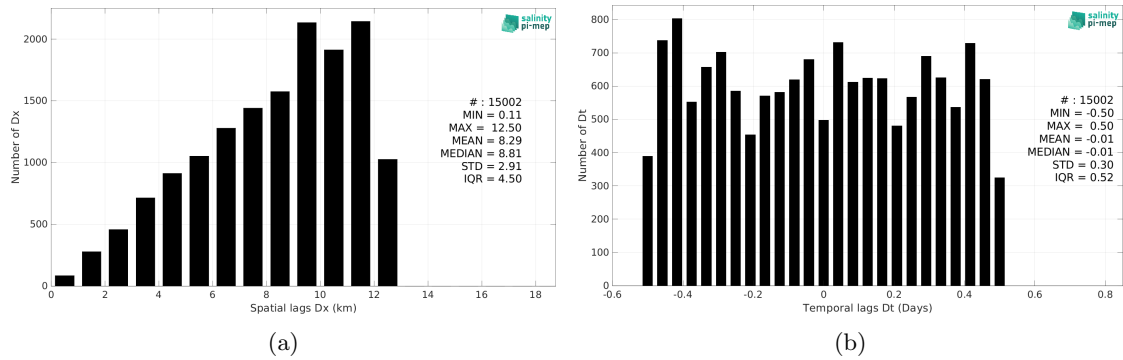 2000
1500
1000
500
0
Number of Dx
0 2 4 6 8 10 12 14 16 18
Spatial lags Dx (km)
salinity
pi-mep
# : 15002
MIN = 0.11
MAX = 12.50
MEAN = 8.29
MEDIAN = 8.81
STD = 2.91
IQR = 4.50
(a)
800
700
600
500
400
300
200
100
0
Number of Dt
-0.6 -0.4 -0.2 0 0.2 0.4 0.6 0.8
Temporal lags Dt (Days)
salinity
pi-mep
# : 15002
MIN = -0.50
MAX = 0.50
MEAN = -0.01
MEDIAN = -0.01
STD = 0.30
IQR = 0.52
(b)